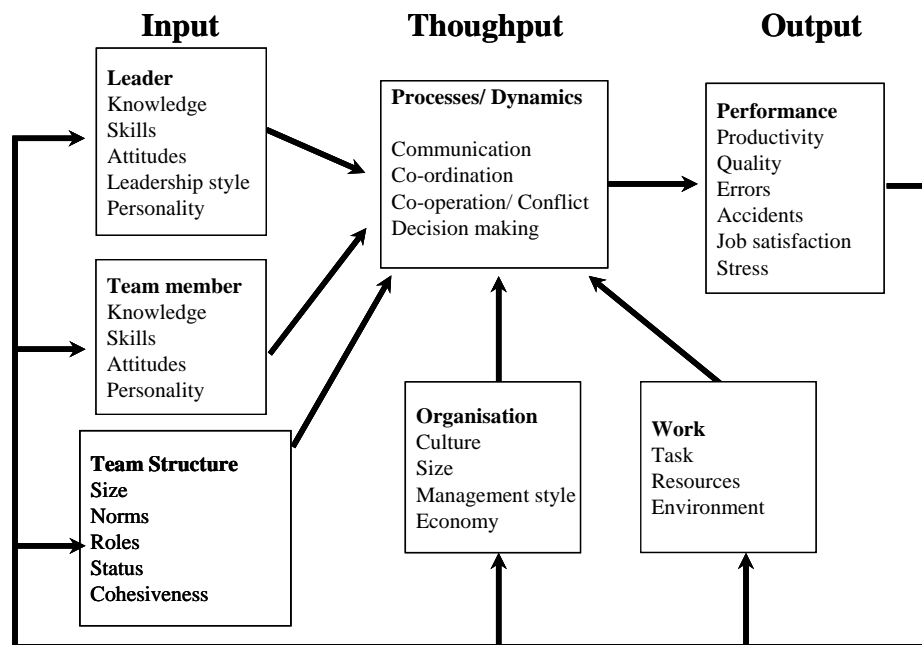 Input
Thoughput
Output
Leader
Knowledge
Skills
Attitudes
Leadership style
Personality
Processes/ Dynamics
Communication
Co-ordination
Co-operation/ Conflict
Decision making
Performance
Productivity
Quality
Errors
Accidents
Job satisfaction
Stress
Team member
Knowledge
Skills
Attitudes
Personality
Team Structure
Size
Norms
Roles
Status
Cohesiveness
Organisation
Culture
Size
Management style
Economy
Work
Task
Resources
Environment